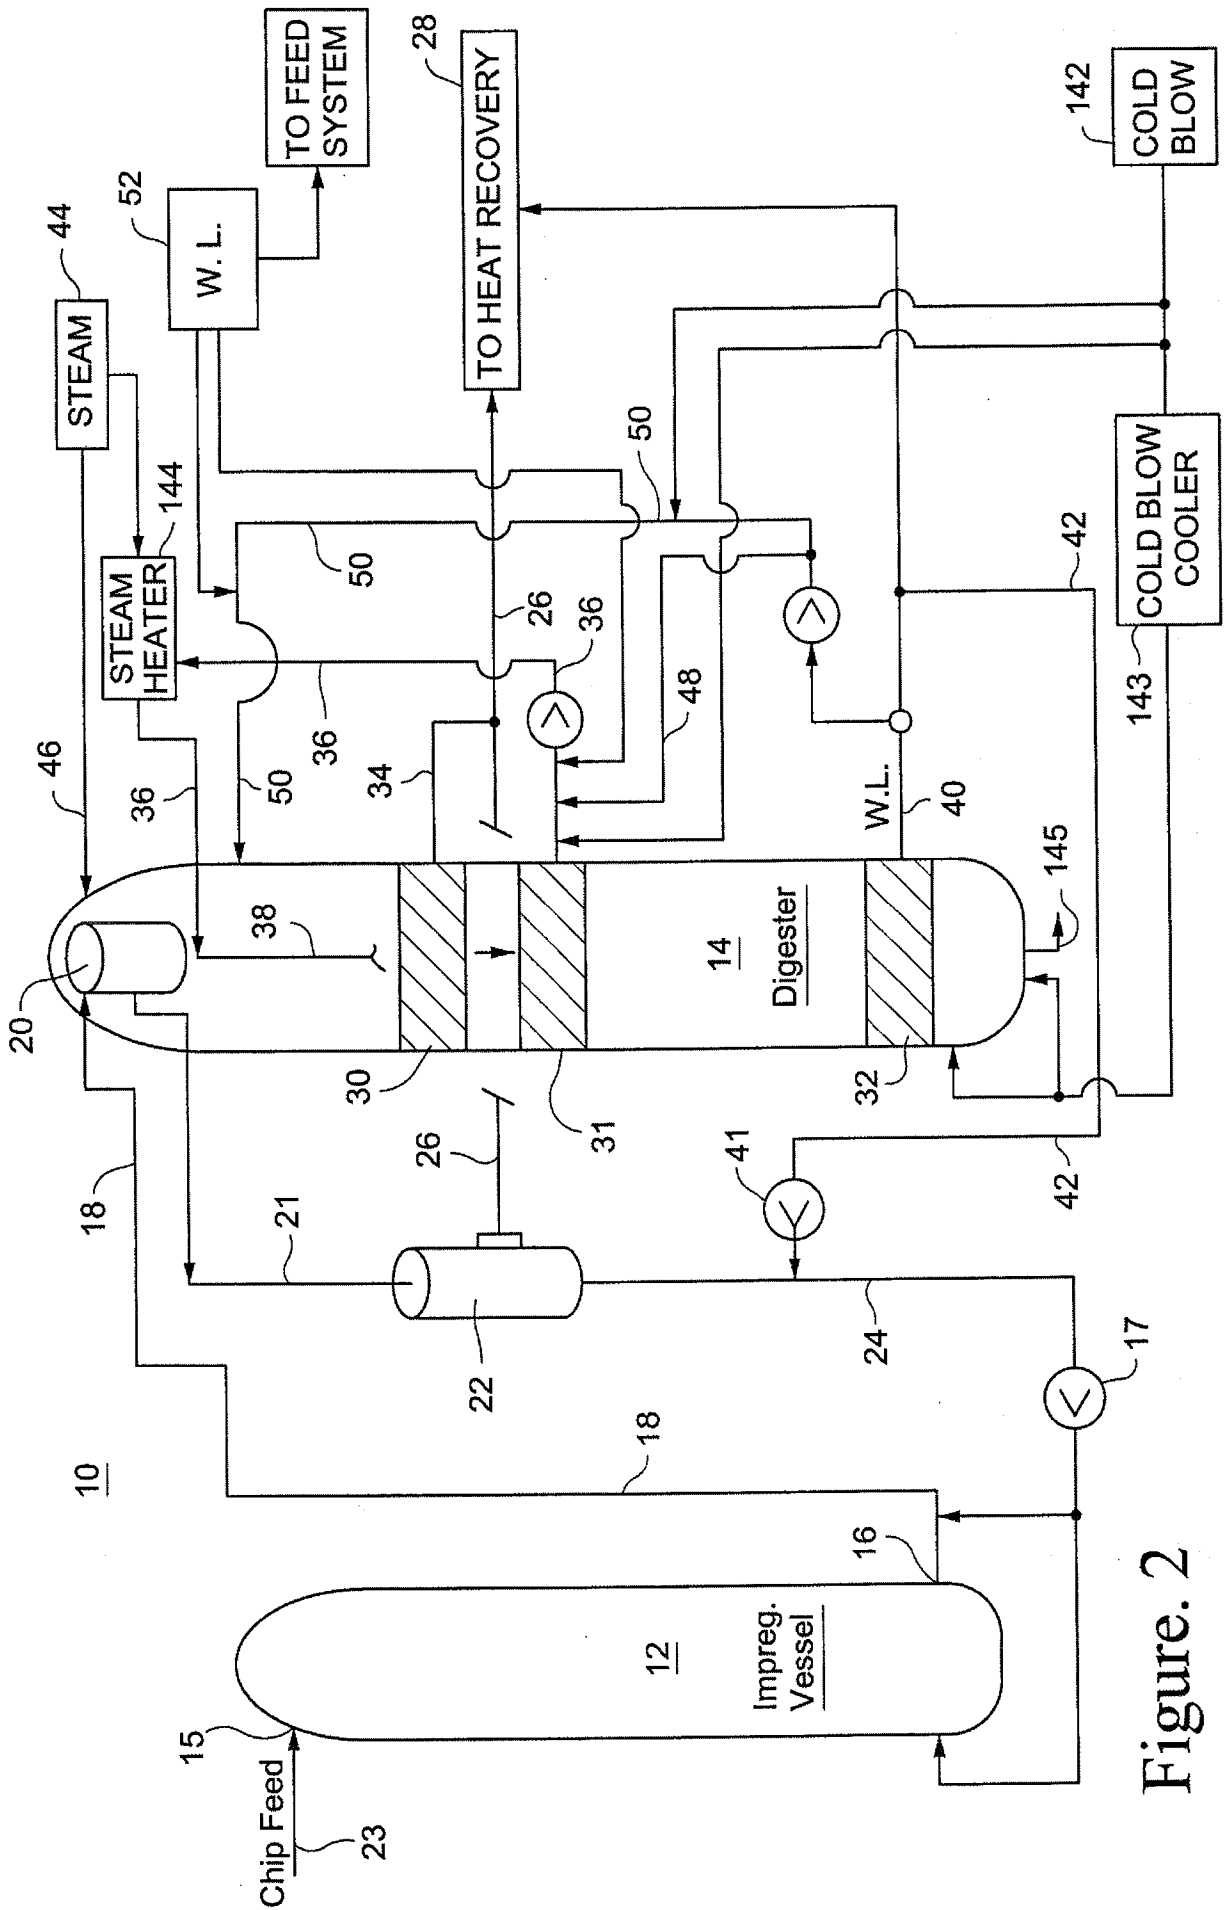 10
Chip Feed
23
15
12
Impreg.
Vessel
16
18
18
17
24
22
21
26
41
42
20
30
31
32
38
14
Digester
145
46
36
50
34
36
26
36
48
W.L.
40
50
50
42
STEAM
44
STEAM
HEATER
144
W. L.
52
TO FEED
SYSTEM
TO HEAT RECOVERY
28
COLD BLOW
COOLER
143
COLD
BLOW
142
Figure. 2